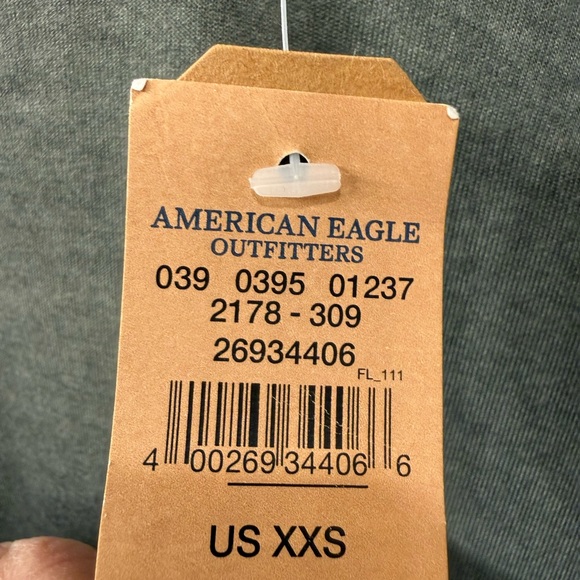 AMERICAN EAGLE
OUTFITTERS
039 0395 01237
2178 - 309
26934406
FL_111
4 00269 34406 6
US XXS